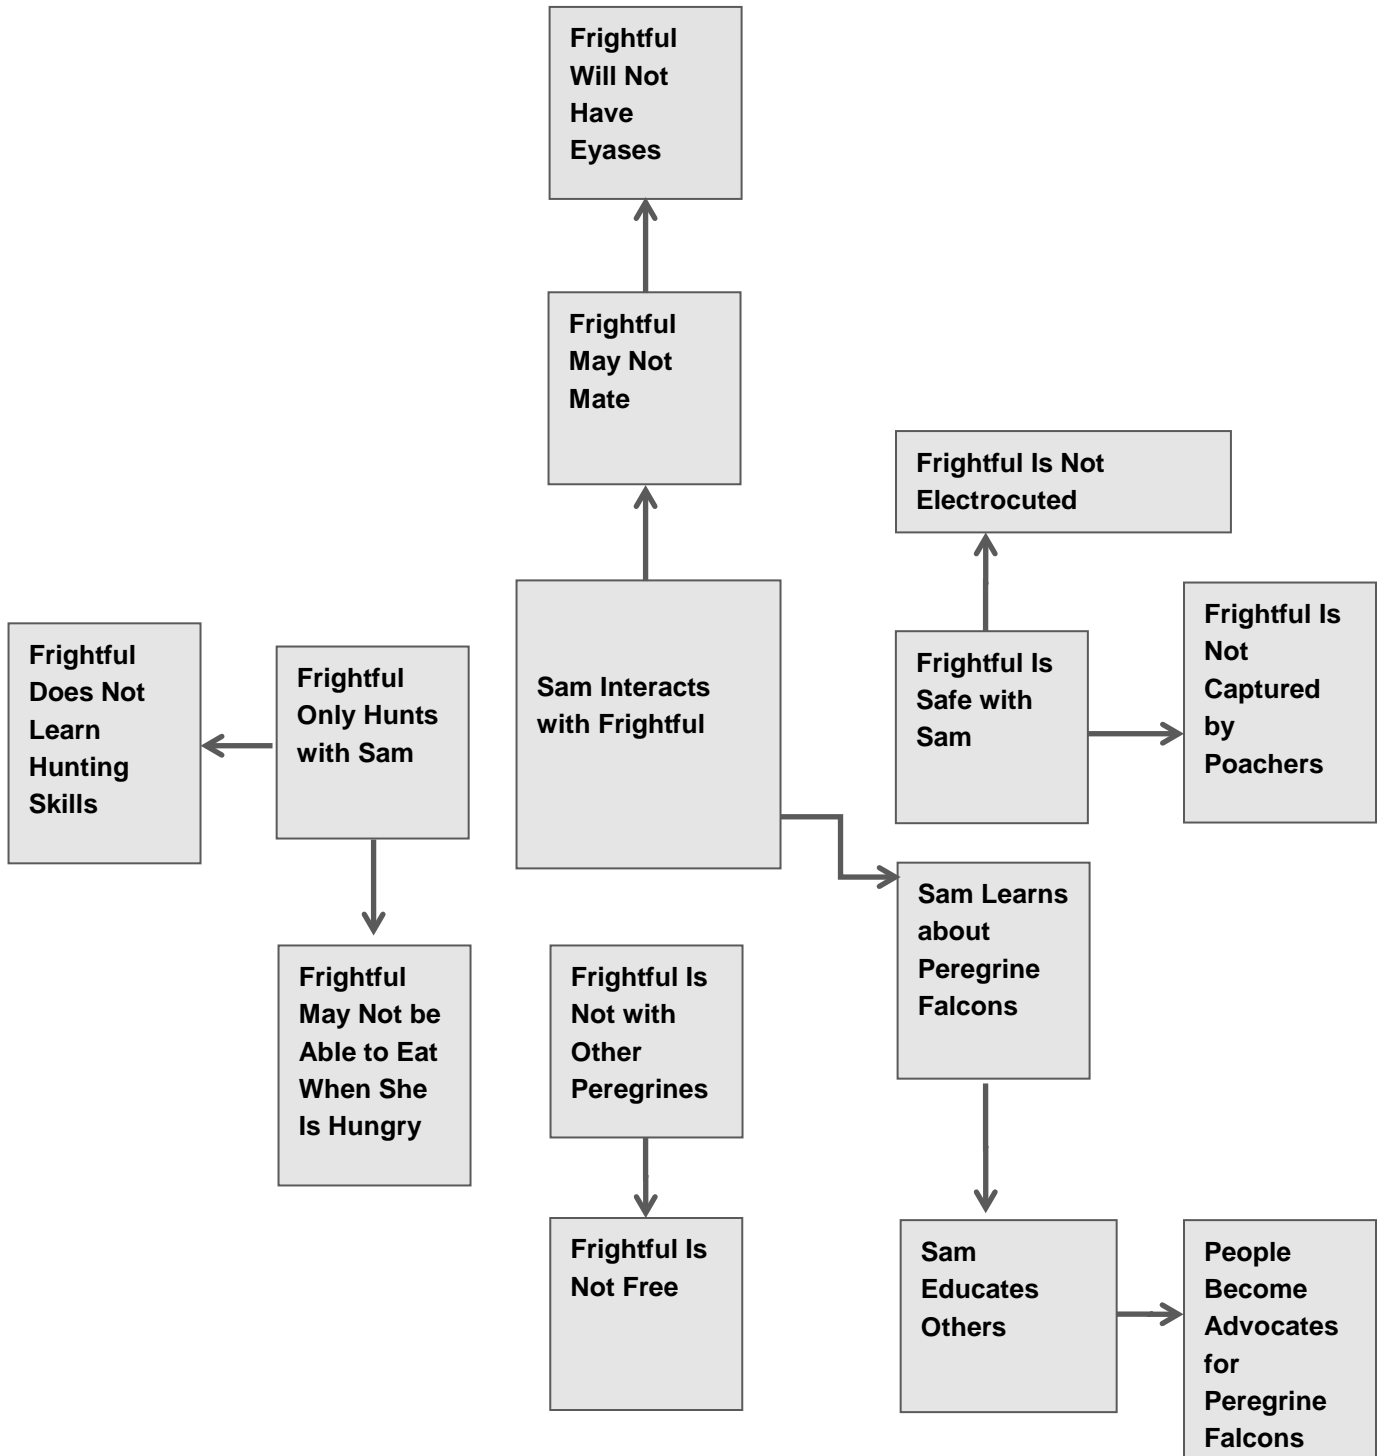 Frightful
Will Not
Have
Eyases
Frightful
May Not
Mate
Frightful Is Not
Electrocuted
Frightful Is
Not
Captured
by
Poachers
Frightful
Does Not
Learn
Hunting
Skills
Frightful
Only Hunts
with Sam
Sam Interacts
with Frightful
Frightful Is
Safe with
Sam
Sam Learns
about
Peregrine
Falcons
Frightful
May Not be
Able to Eat
When She
Is Hungry
Frightful Is
Not with
Other
Peregrines
Frightful Is
Not Free
Sam
Educates
Others
People
Become
Advocates
for
Peregrine
Falcons